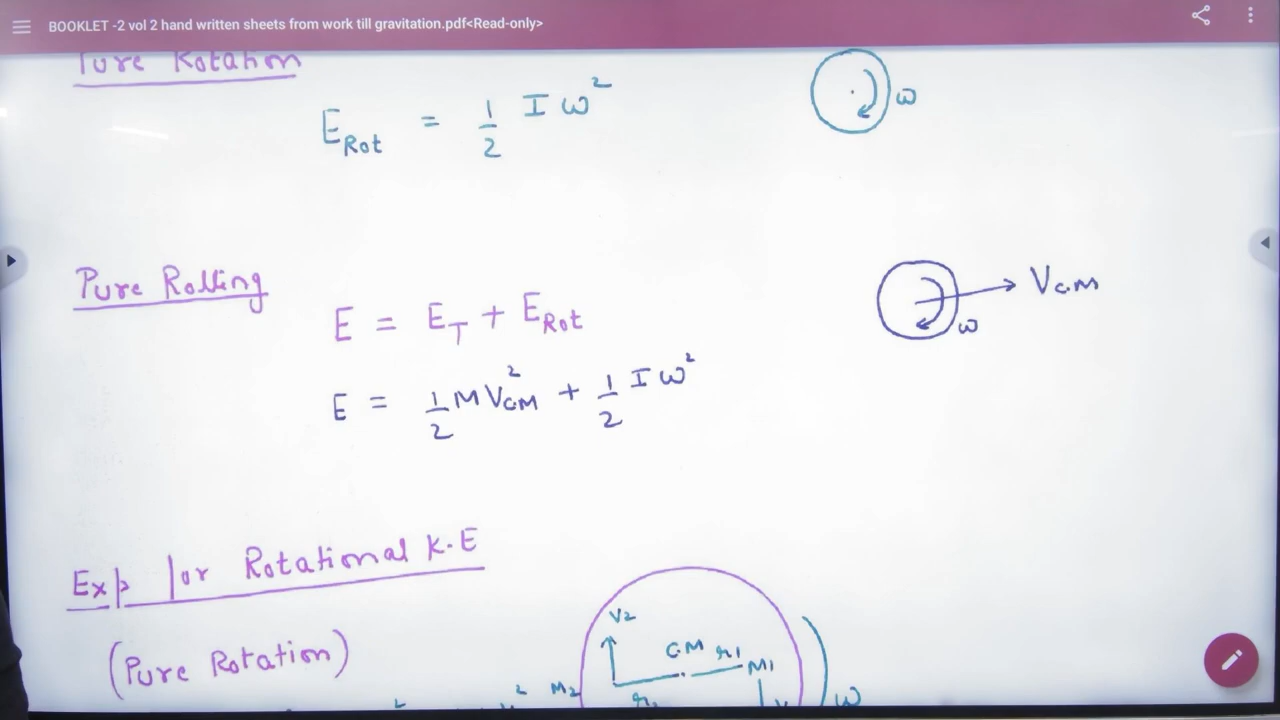 BOOKLET -2 vol 2 hand written sheets from work till gravitation.pdf<Read-only>
Pure Rotation
E_Rot = 1/2 I ω²
ω
Pure Rolling
E = E_T + E_Rot
V_CM
ω
E = 1/2 M V_CM² + 1/2 I ω²
Exp for Rotational K.E
(Pure Rotation)
V2
CM r1
M1
M2
ω